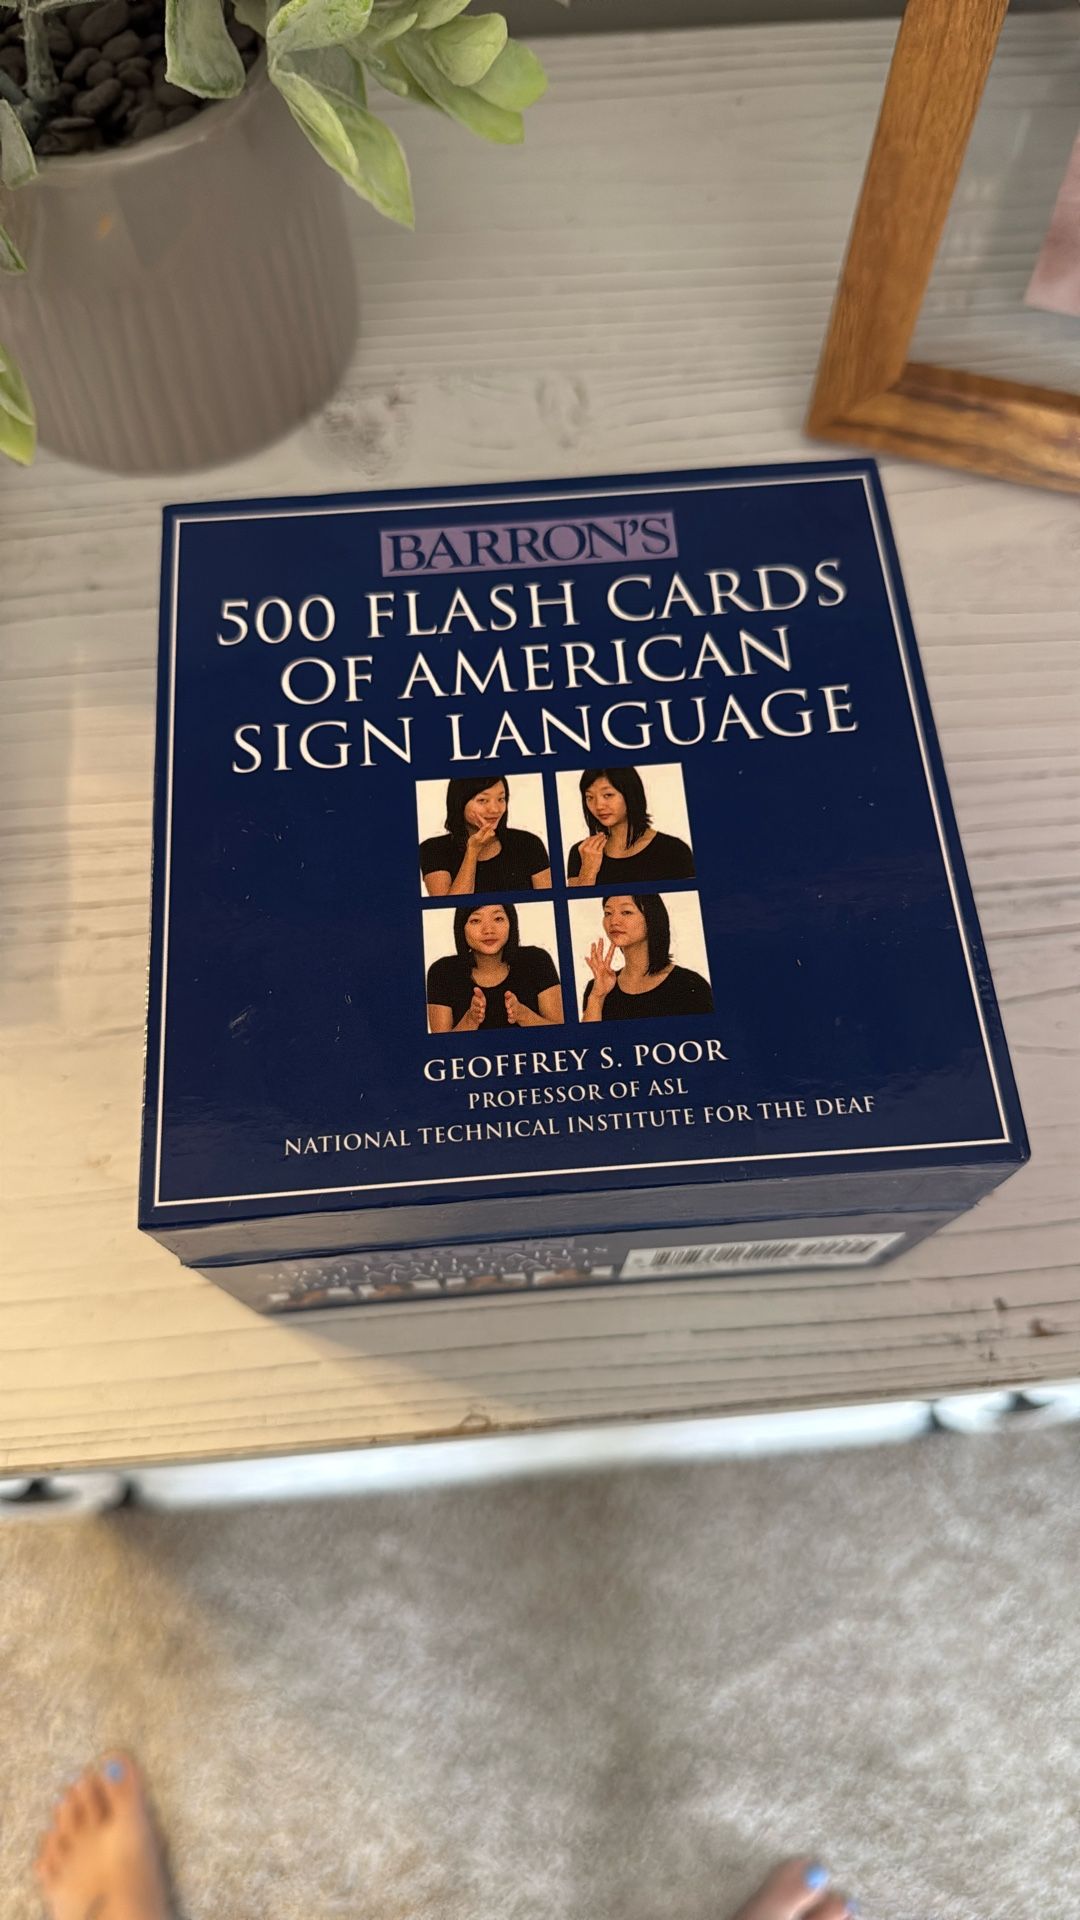 BARRON'S
500 FLASH CARDS
OF AMERICAN
SIGN LANGUAGE
GEOFFREY S. POOR
PROFESSOR OF ASL
NATIONAL TECHNICAL INSTITUTE FOR THE DEAF